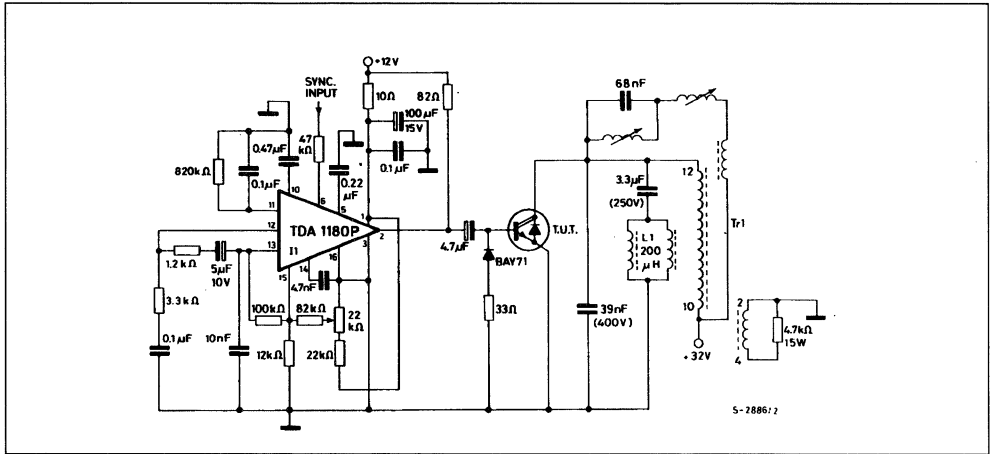 +12V
SYNC.
INPUT
10Ω
82Ω
100µF
15V
0.1µF
68nF
0.47µF
47
kΩ
820kΩ
0.1µF
0.22
µF
10
6
5
11
12
13
TDA 1180P
I1
1
2
3
16
15
14
1.2kΩ
5µF
10V
4.7nF
4.7µF
BAY71
T.U.T.
3.3µF
(250V)
12
Tr1
L1
200
µH
3.3kΩ
100kΩ
82kΩ
22
kΩ
33Ω
39nF
(400V)
10
2
4.7kΩ
15W
4
+32V
0.1µF
10nF
12kΩ
22kΩ
S-2886/2